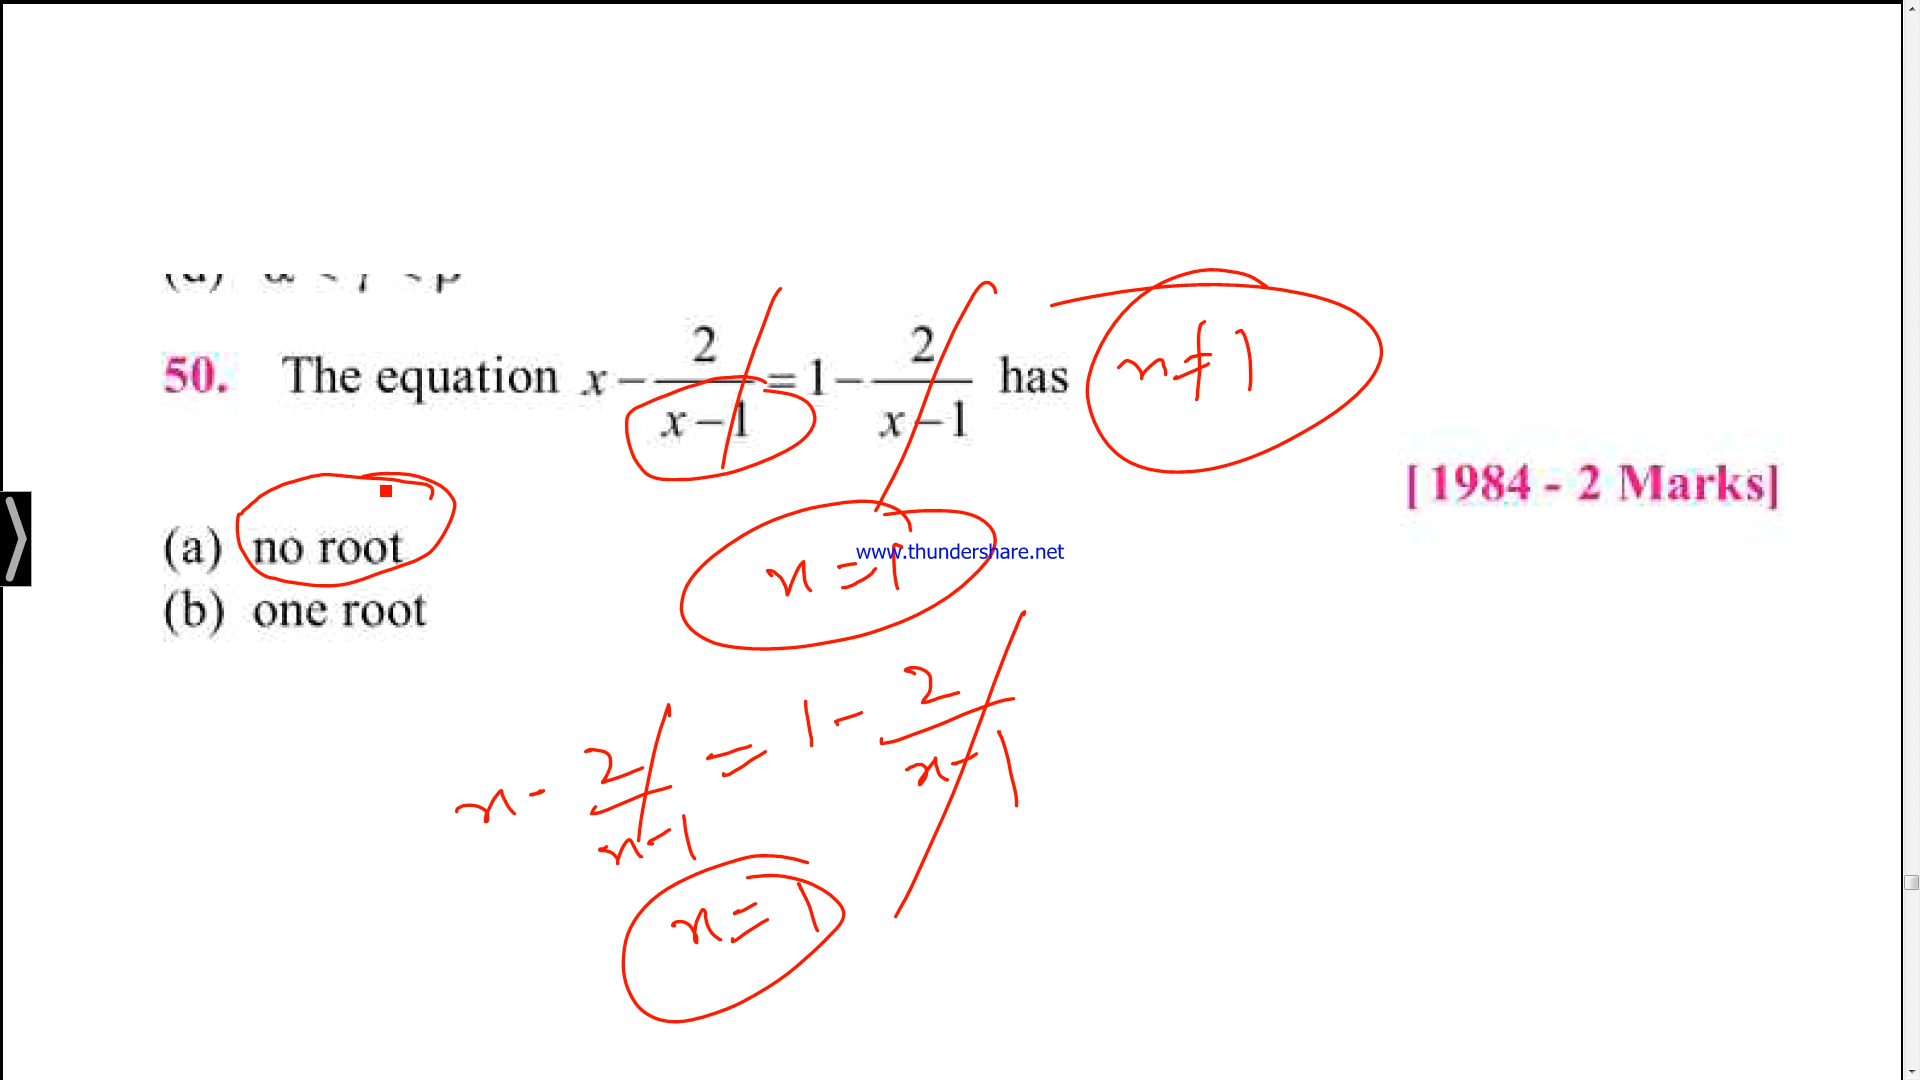 50. The equation x − 2/(x−1) = 1 − 2/(x−1) has
x ≠ 1
[ 1984 - 2 Marks]
(a) no root
www.thundershare.net
x = 1
(b) one root
x − 2/(x−1) = 1 − 2/(x−1)
x = 1